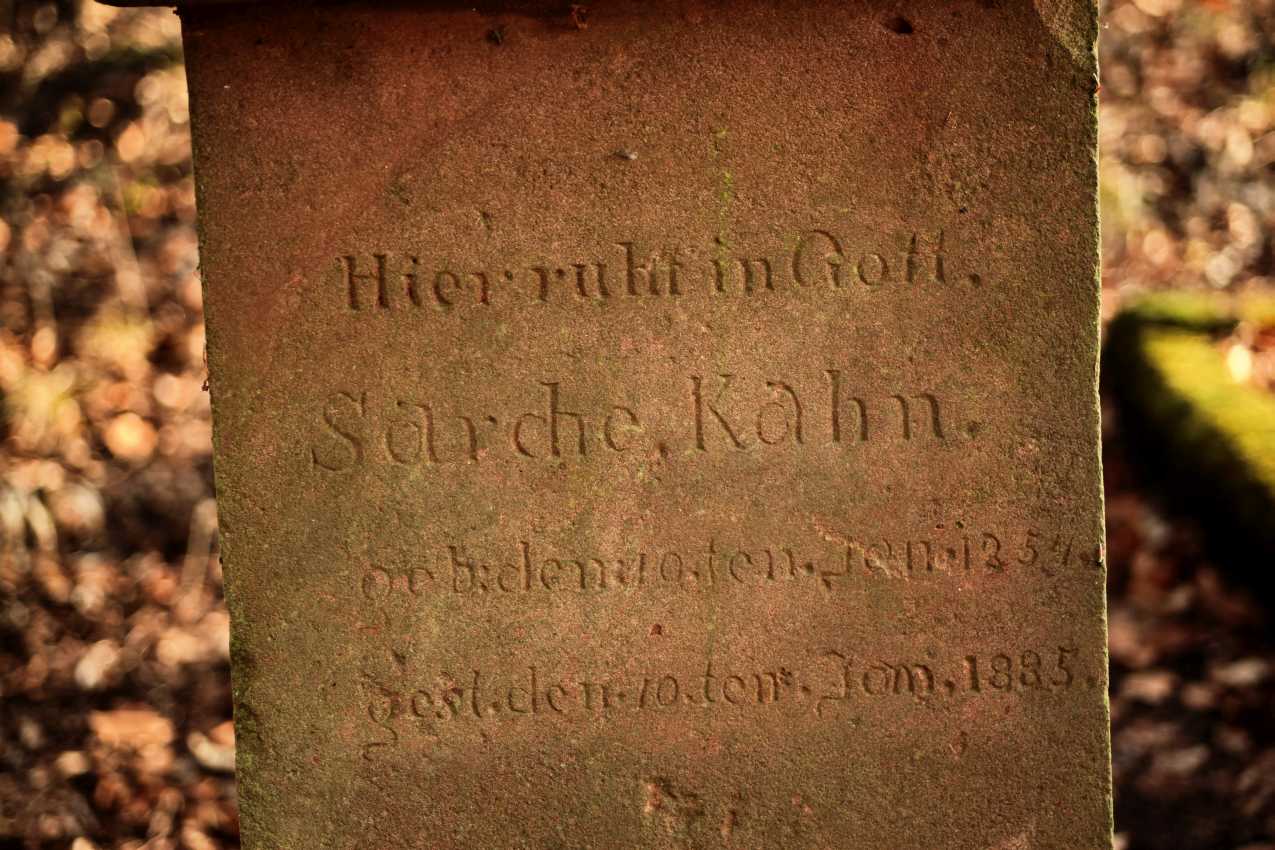 Hier ruht in Gott.
Sarche, Kahn.
geb: den 10. ten. Jan. 1854.
gest. den. 10. ten. Jan. 1885.